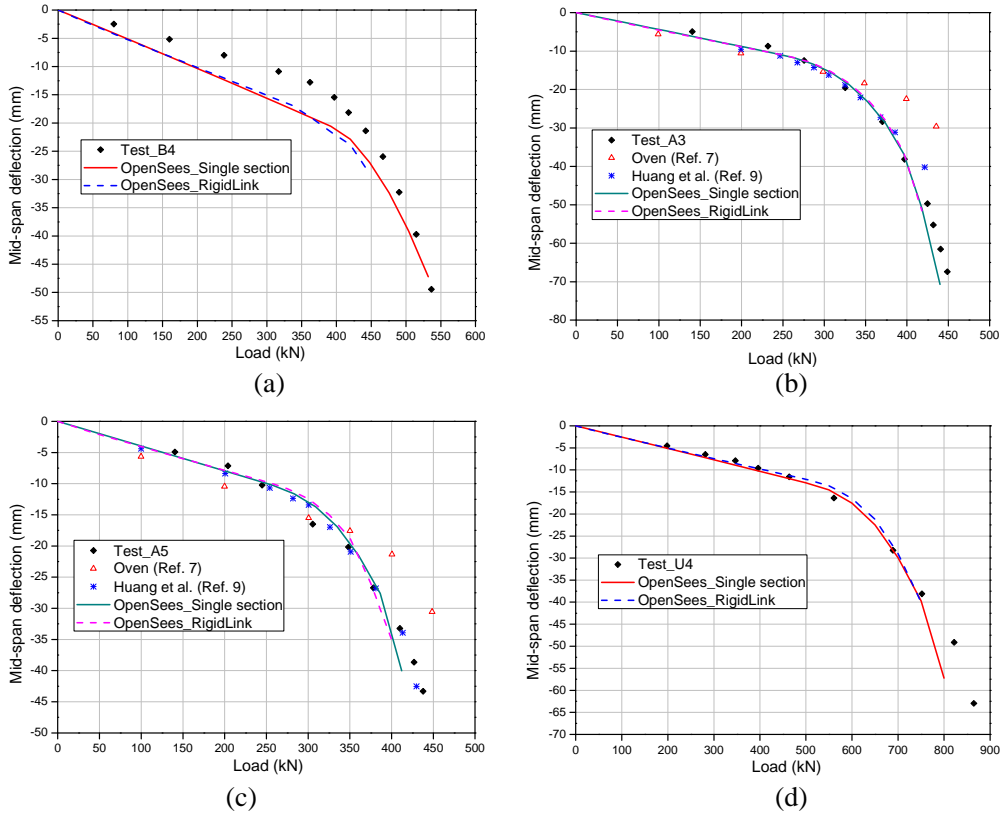 0
-5
-10
-15
-20
-25
-30
-35
-40
-45
-50
-55
0 50 100 150 200 250 300 350 400 450 500 550 600
Mid-span deflection (mm)
Load (kN)
Test_B4
OpenSees_Single section
OpenSees_RigidLink
(a)
0
-10
-20
-30
-40
-50
-60
-70
-80
0 50 100 150 200 250 300 350 400 450 500
Mid-span deflection (mm)
Load (kN)
Test_A3
Oven (Ref. 7)
Huang et al. (Ref. 9)
OpenSees_Single section
OpenSees_RigidLink
(b)
0
-5
-10
-15
-20
-25
-30
-35
-40
-45
-50
0 50 100 150 200 250 300 350 400 450 500
Mid-span deflection (mm)
Load (kN)
Test_A5
Oven (Ref. 7)
Huang et al. (Ref. 9)
OpenSees_Single section
OpenSees_RigidLink
(c)
0
-5
-10
-15
-20
-25
-30
-35
-40
-45
-50
-55
-60
-65
-70
0 100 200 300 400 500 600 700 800 900
Mid-span deflection (mm)
Load (kN)
Test_U4
OpenSees_Single section
OpenSees_RigidLink
(d)